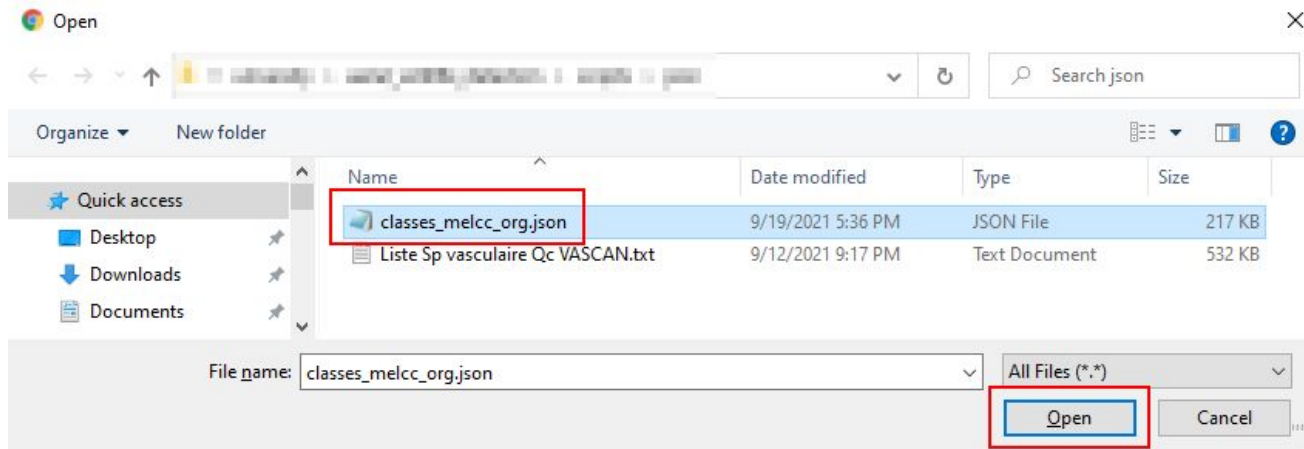 Open
Search json
Organize New folder
Name Date modified Type Size
Quick access
classes_melcc_org.json 9/19/2021 5:36 PM JSON File 217 KB
Desktop
Liste Sp vasculaire Qc VASCAN.txt 9/12/2021 9:17 PM Text Document 532 KB
Downloads
Documents
File name: classes_melcc_org.json All Files (*.*)
Open Cancel